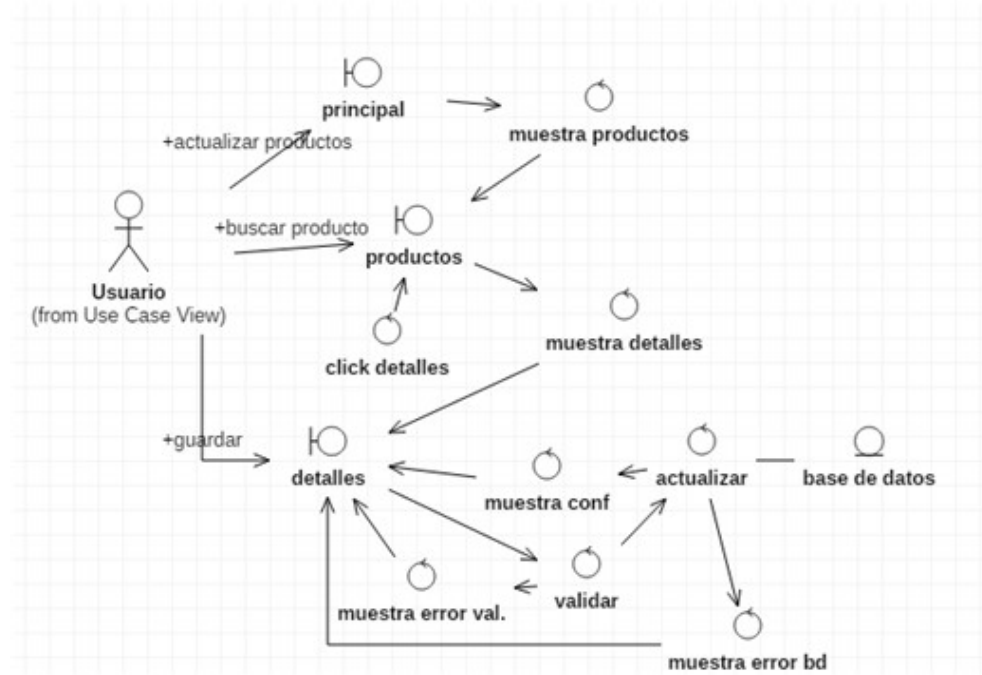 principal
+actualizar productos
muestra productos
+buscar producto
productos
Usuario
(from Use Case View)
muestra detalles
click detalles
+guardar
detalles
muestra conf
actualizar
base de datos
muestra error val.
validar
muestra error bd